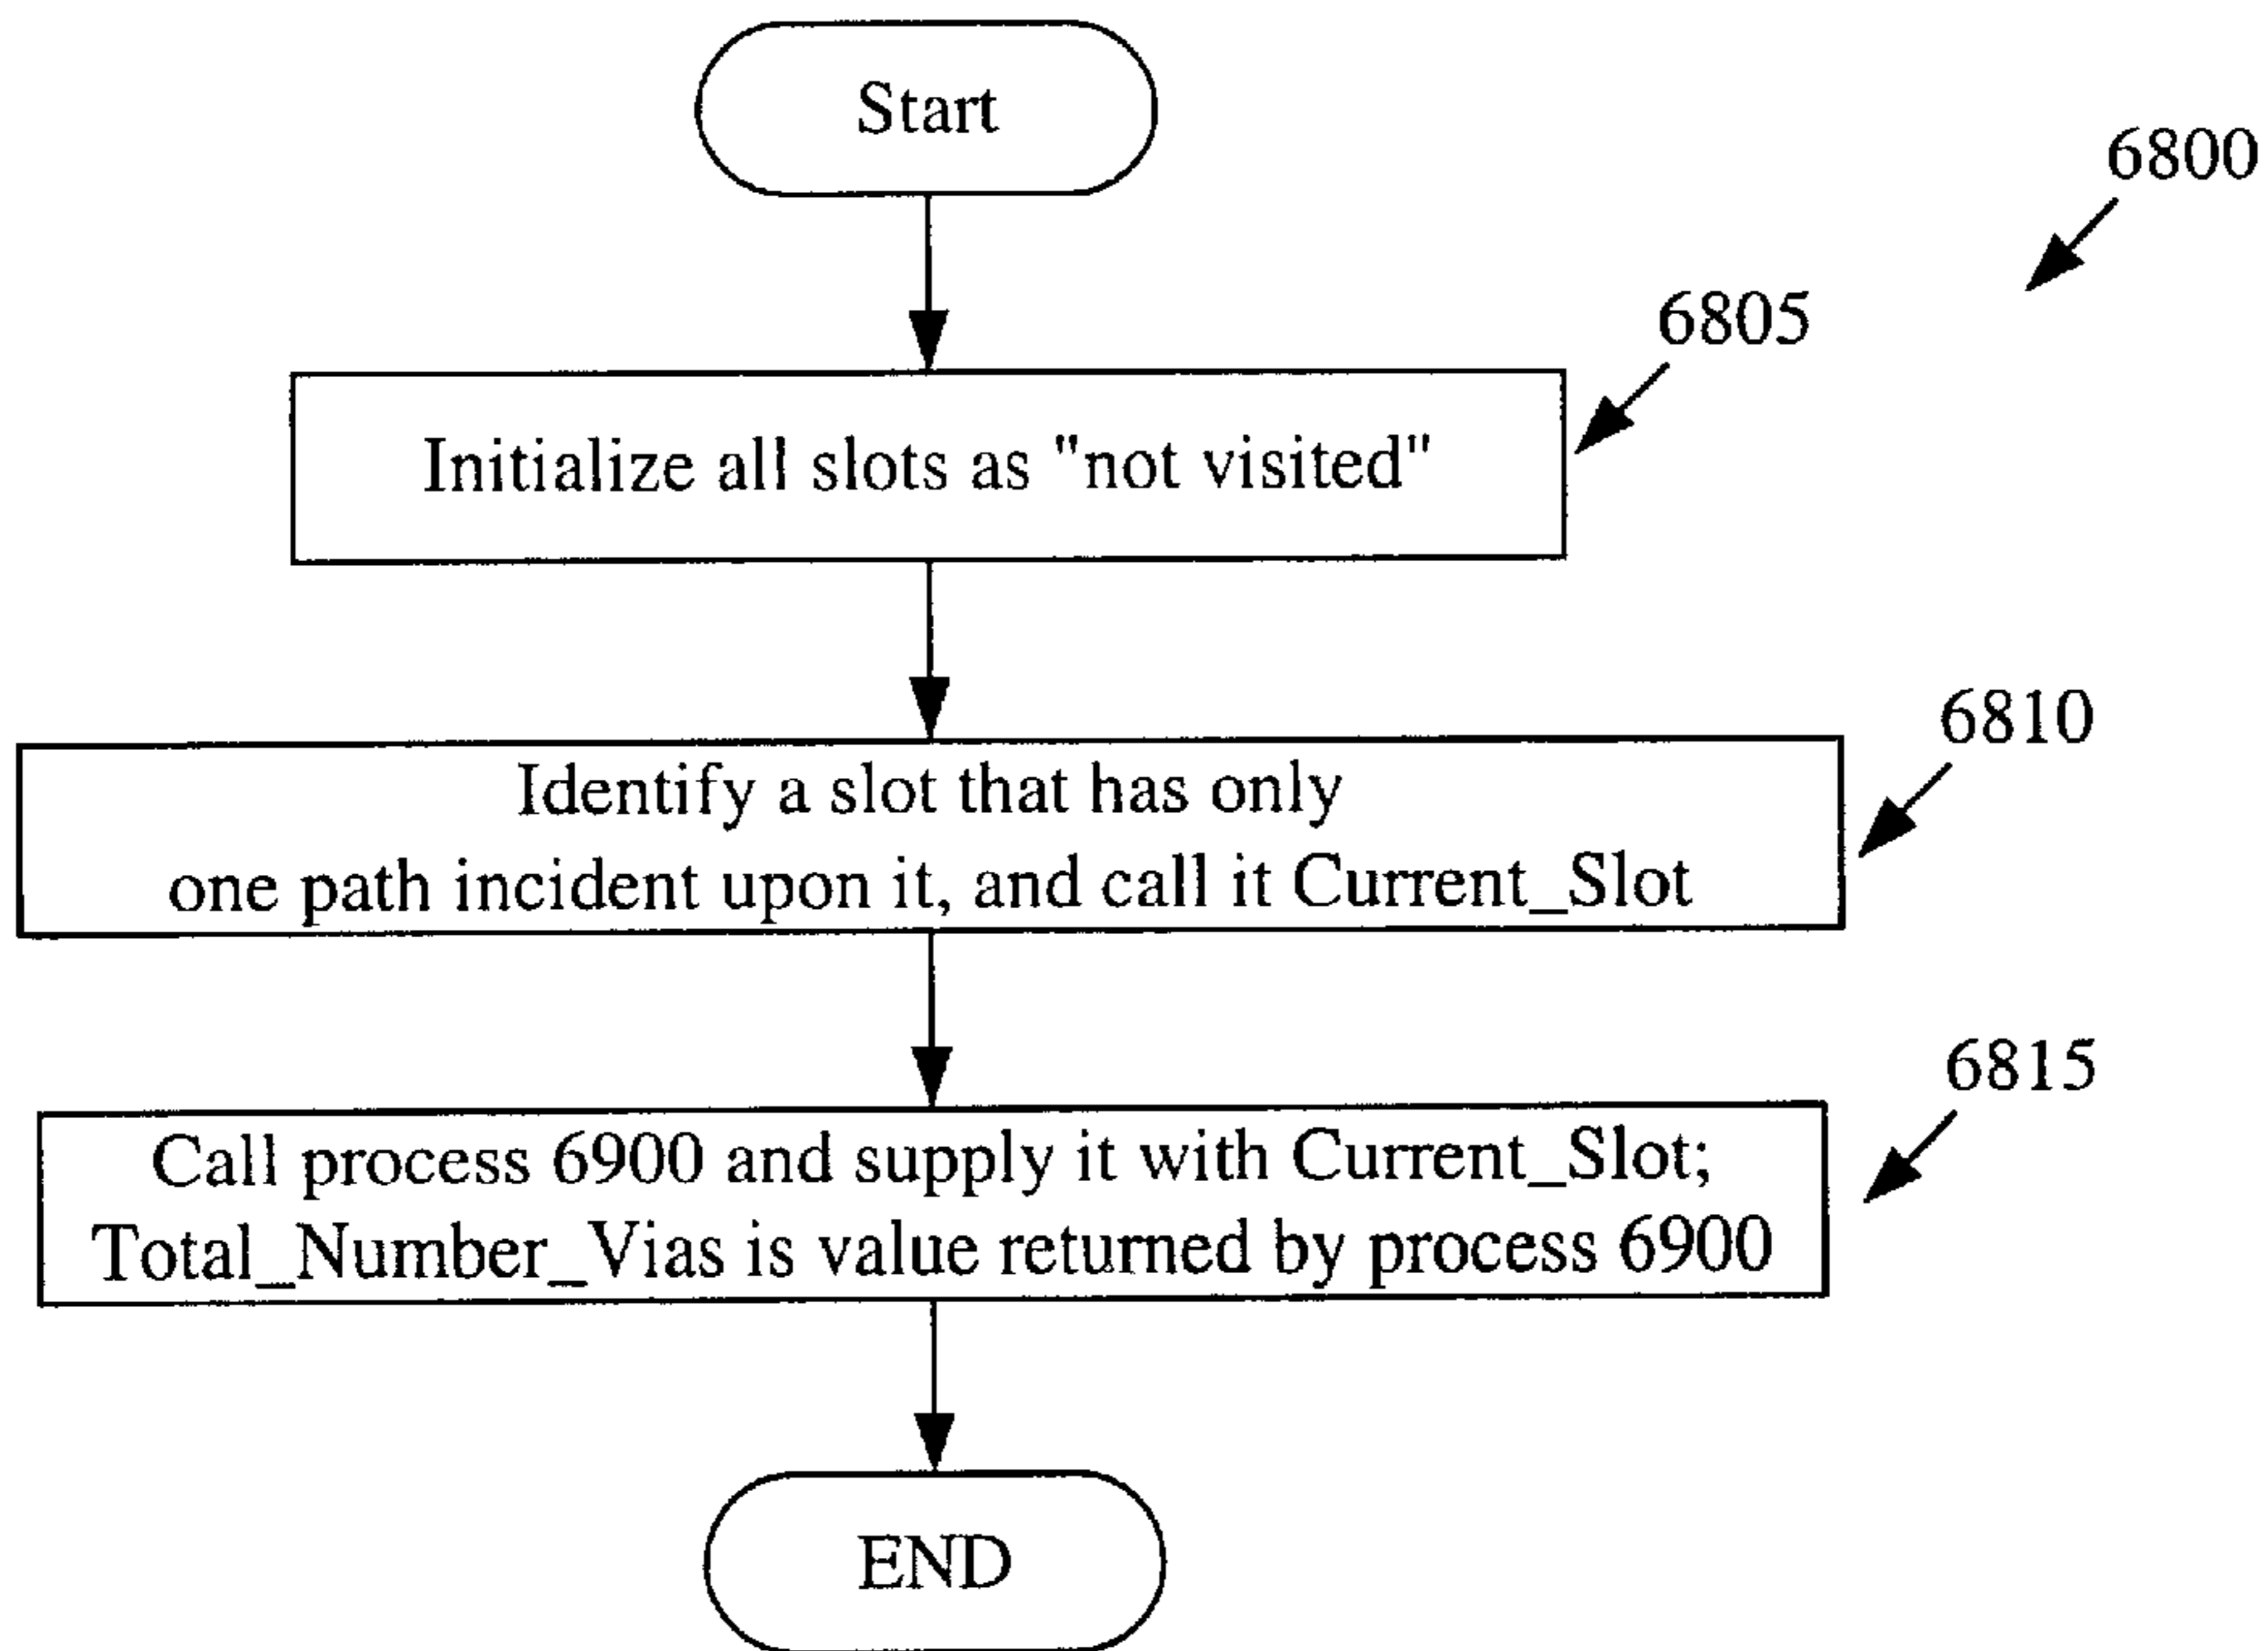 Start
6800
6805
Initialize all slots as "not visited"
6810
Identify a slot that has only
one path incident upon it, and call it Current_Slot
6815
Call process 6900 and supply it with Current_Slot;
Total_Number_Vias is value returned by process 6900
END